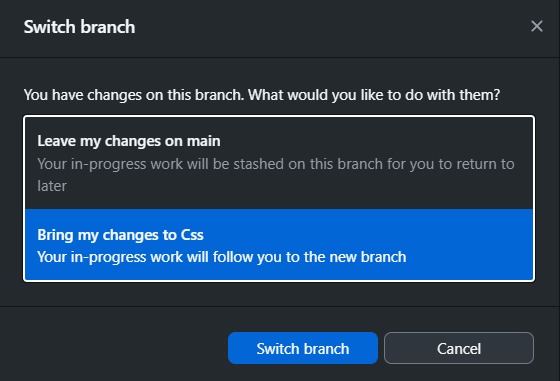 Switch branch
You have changes on this branch. What would you like to do with them?
Leave my changes on main
Your in-progress work will be stashed on this branch for you to return to
later
Bring my changes to Css
Your in-progress work will follow you to the new branch
Switch branch
Cancel